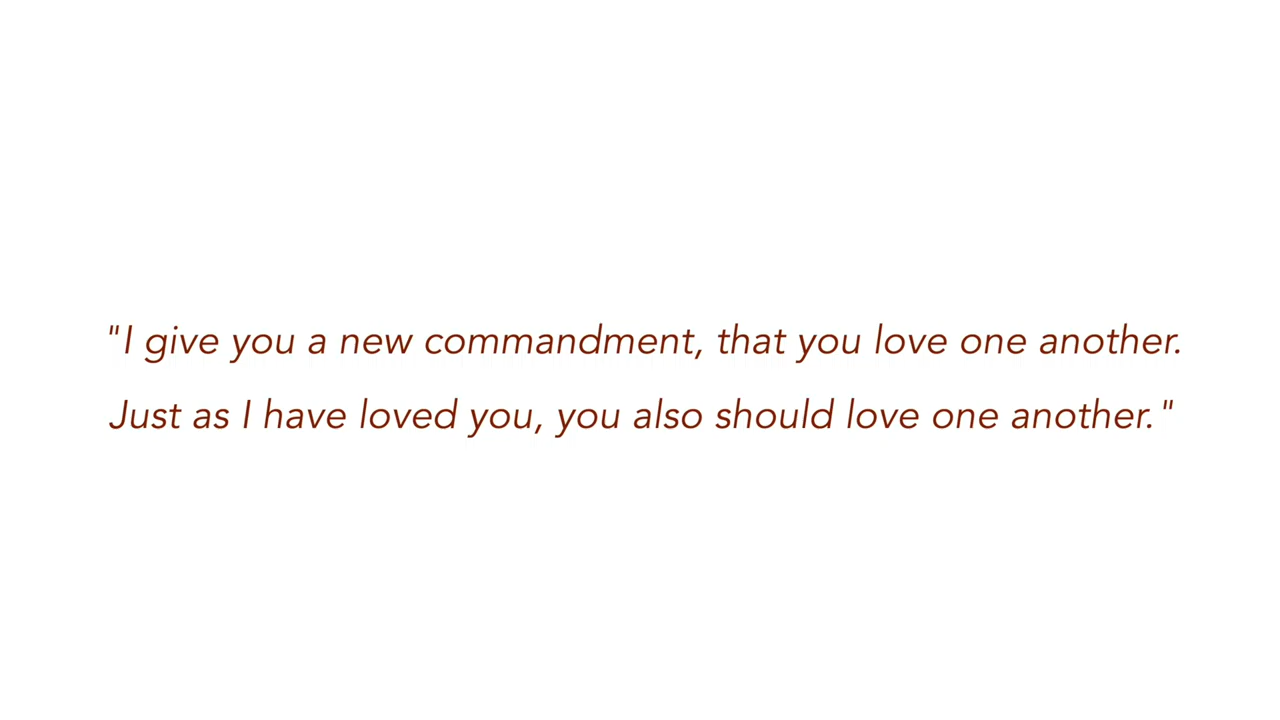 "I give you a new commandment, that you love one another.
Just as I have loved you, you also should love one another."